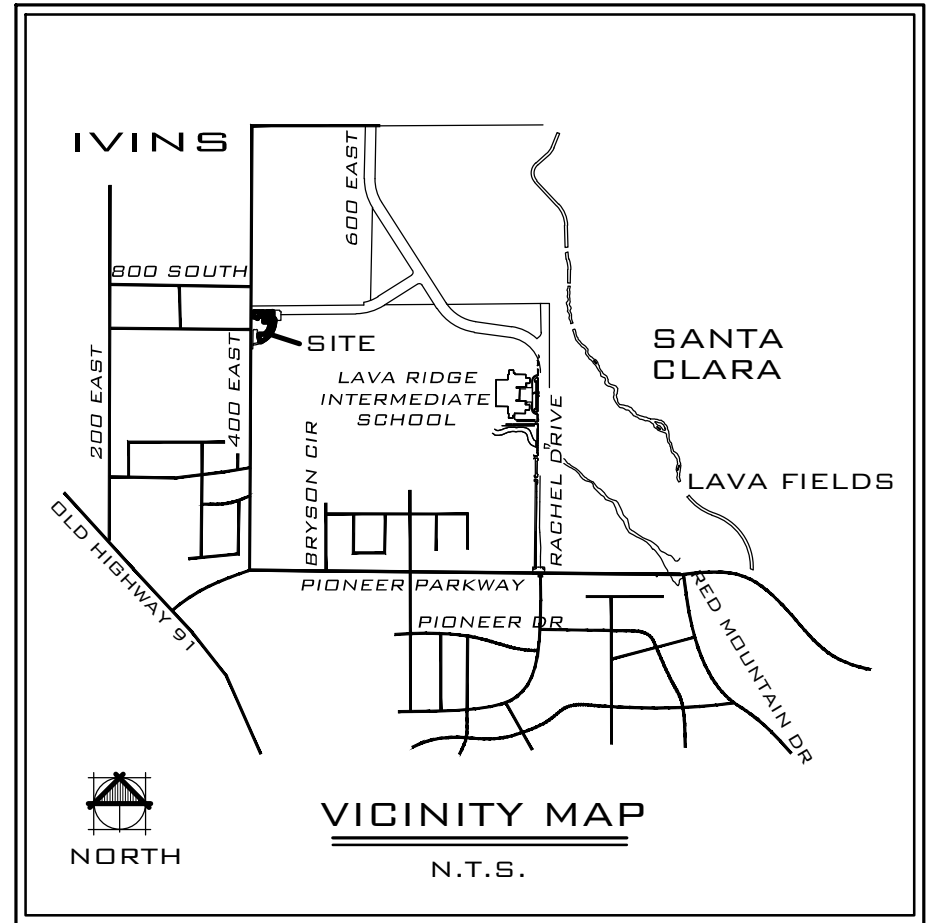 IVINS
600 EAST
800 SOUTH
SITE
SANTA
CLARA
200 EAST
400 EAST
LAVA RIDGE
INTERMEDIATE
SCHOOL
BRYSON CIR
RACHEL DRIVE
LAVA FIELDS
OLD HIGHWAY 91
PIONEER PARKWAY
RED MOUNTAIN DR
PIONEER DR
VICINITY MAP
NORTH
N.T.S.